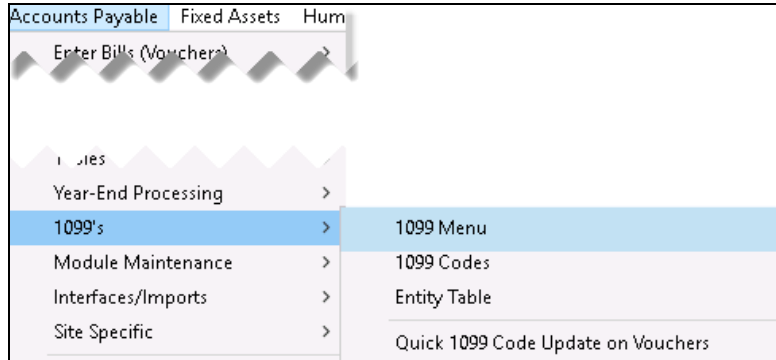 Accounts Payable Fixed Assets Hum
Enter Bills (Vouchers) >
Year-End Processing >
1099's > 1099 Menu
Module Maintenance > 1099 Codes
Interfaces/Imports > Entity Table
Site Specific > Quick 1099 Code Update on Vouchers